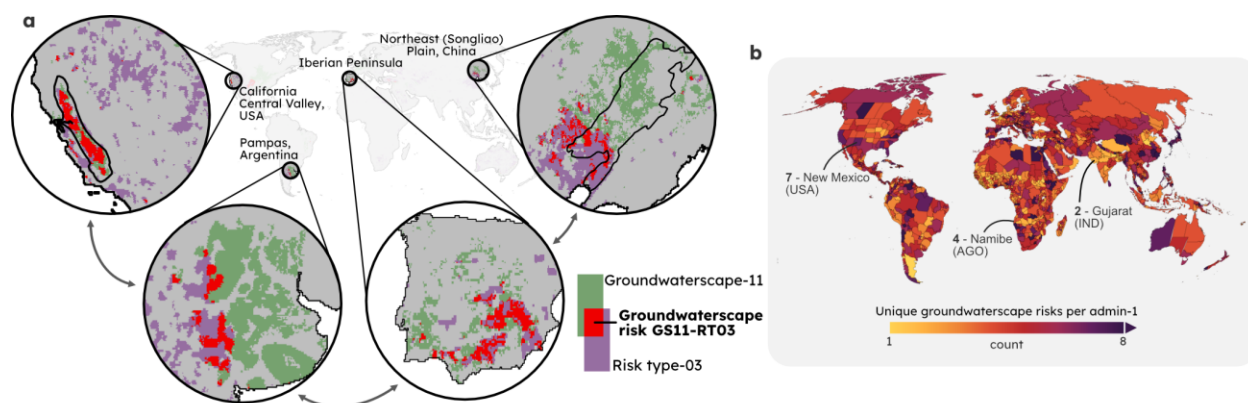 a
California
Central Valley,
USA
Pampas,
Argentina
Iberian Peninsula
Northeast (Songliao)
Plain, China
Groundwaterscape-11
Groundwaterscape
risk GS11-RT03
Risk type-03
b
7 - New Mexico
(USA)
4 - Namibe
(AGO)
2 - Gujarat
(IND)
Unique groundwaterscape risks per admin-1
1
count
8